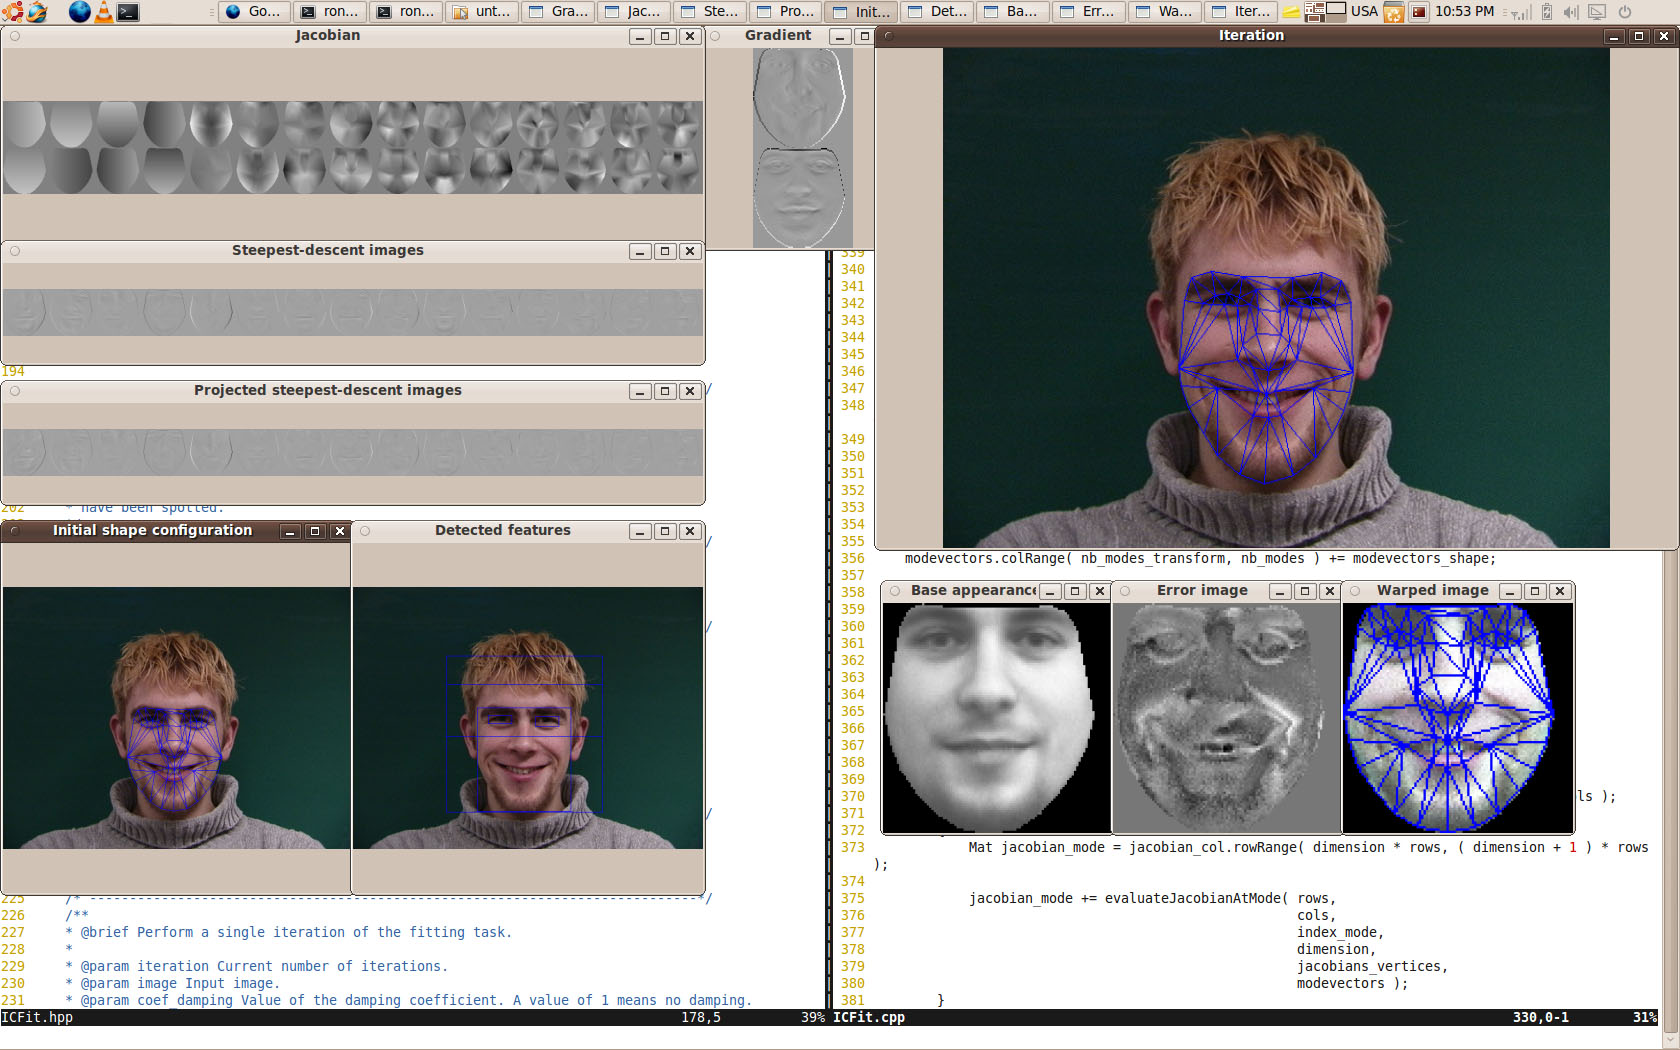 Go...
ron...
ron...
unt...
Gra...
Jac...
Ste...
Pro...
Init...
Det...
Ba...
Err...
Wa...
Iter...
USA
10:53 PM
Jacobian
Gradient
Iteration
Steepest-descent images
194
Projected steepest-descent images
*/
202 * have been spotted.
Initial shape configuration
Detected features
225 /* ----------------------------------------------------------------------------*/
226 /**
227 * @brief Perform a single iteration of the fitting task.
228 *
229 * @param iteration Current number of iterations.
230 * @param image Input image.
231 * @param coef_damping Value of the damping coefficient. A value of 1 means no damping.
ICFit.hpp 178,5 39%
339
340
341
342
343
344
345
346
347
348
349
350
351
352
353
354
355
356 modevectors.colRange( nb_modes_transform, nb_modes ) += modevectors_shape;
357
358
359
360
361
362
363
364
365
366
367
368
369
370 ls );
371
372
Base appearance
Error image
Warped image
373 Mat jacobian_mode = jacobian_col.rowRange( dimension * rows, ( dimension + 1 ) * rows
);
374
375 jacobian_mode += evaluateJacobianAtMode( rows,
376 cols,
377 index_mode,
378 dimension,
379 jacobians_vertices,
380 modevectors );
381 }
ICFit.cpp 330,0-1 31%